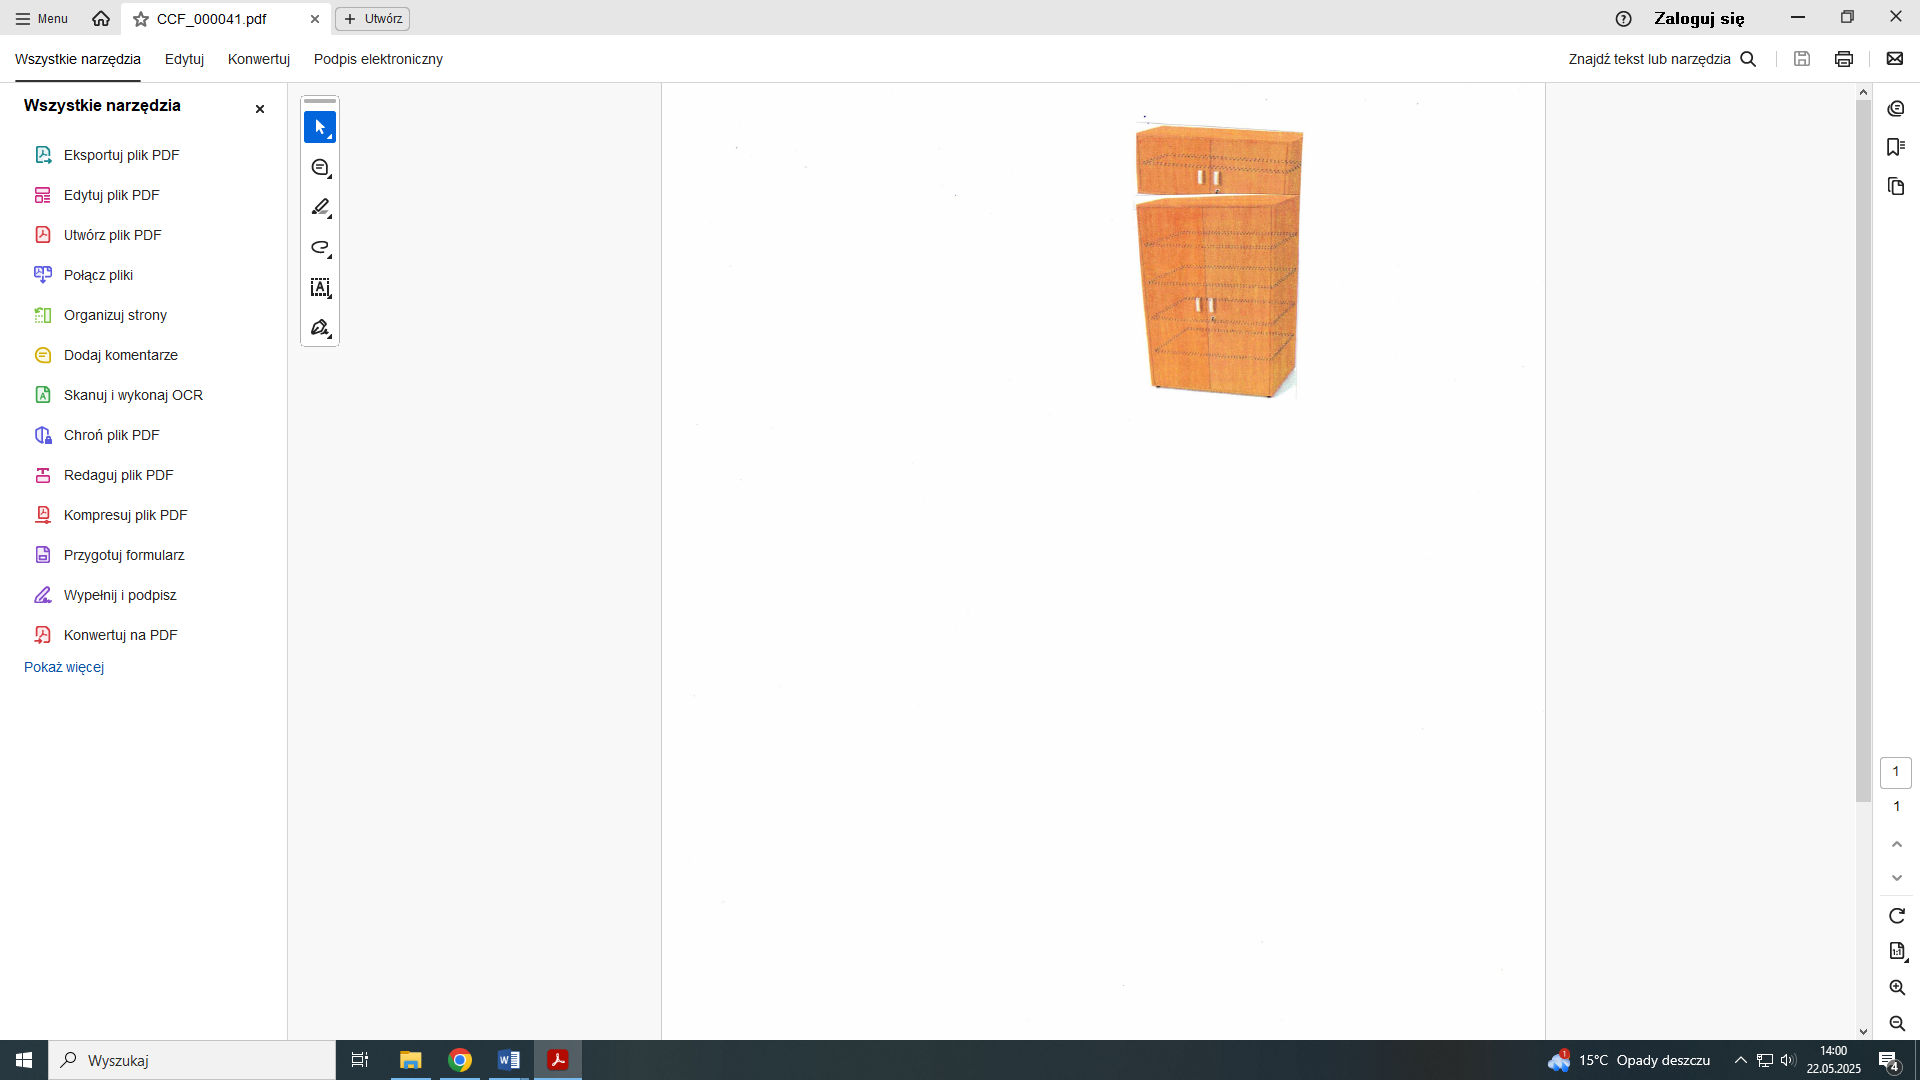 Menu
CCF_000041.pdf
Utwórz
Zaloguj się
Wszystkie narzędzia
Edytuj
Konwertuj
Podpis elektroniczny
Znajdź tekst lub narzędzia
Wszystkie narzędzia
Eksportuj plik PDF
Edytuj plik PDF
Utwórz plik PDF
Połącz pliki
Organizuj strony
Dodaj komentarze
Skanuj i wykonaj OCR
Chroń plik PDF
Redaguj plik PDF
Kompresuj plik PDF
Przygotuj formularz
Wypełnij i podpisz
Konwertuj na PDF
Pokaż więcej
1
1
Wyszukaj
1
15°C Opady deszczu
14:00
22.05.2025
4